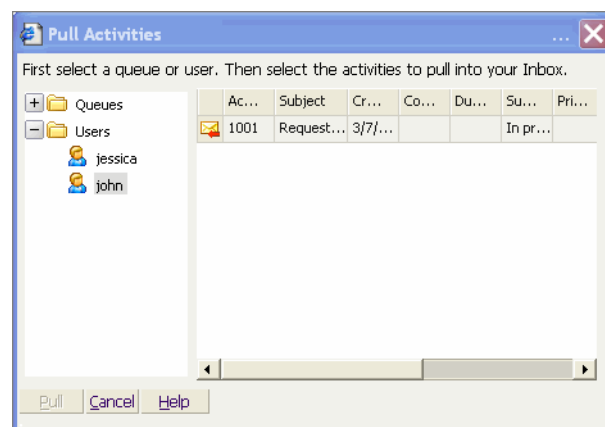 Pull Activities ...
First select a queue or user. Then select the activities to pull into your Inbox.
Queues
Users
jessica
john
Ac... Subject Cr... Co... Du... Su... Pri...
1001 Request... 3/7/... In pr...
Pull Cancel Help